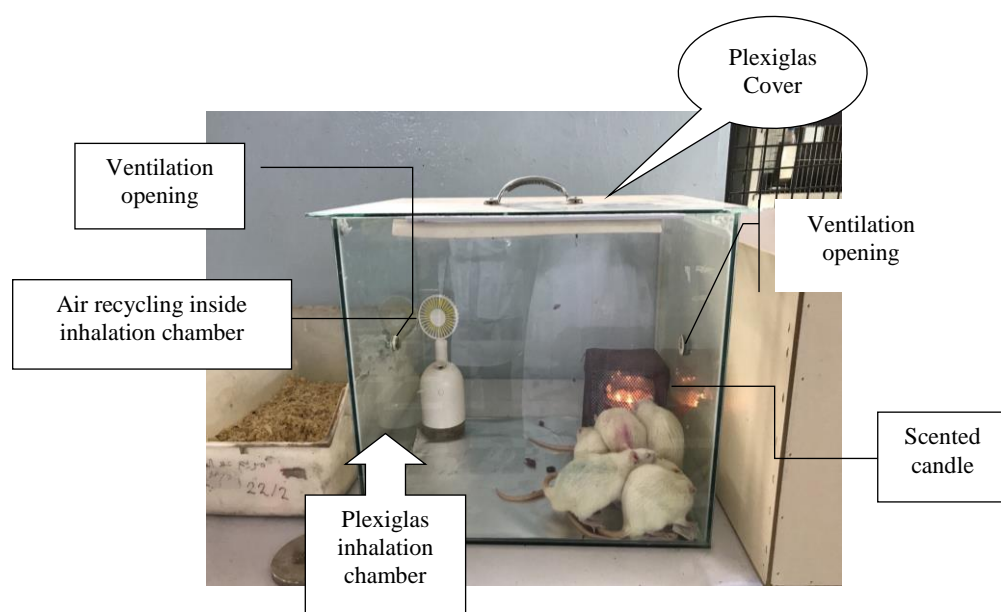 Plexiglas
Cover
Ventilation
opening
Ventilation
opening
Air recycling inside
inhalation chamber
Scented
candle
Plexiglas
inhalation
chamber
22/2